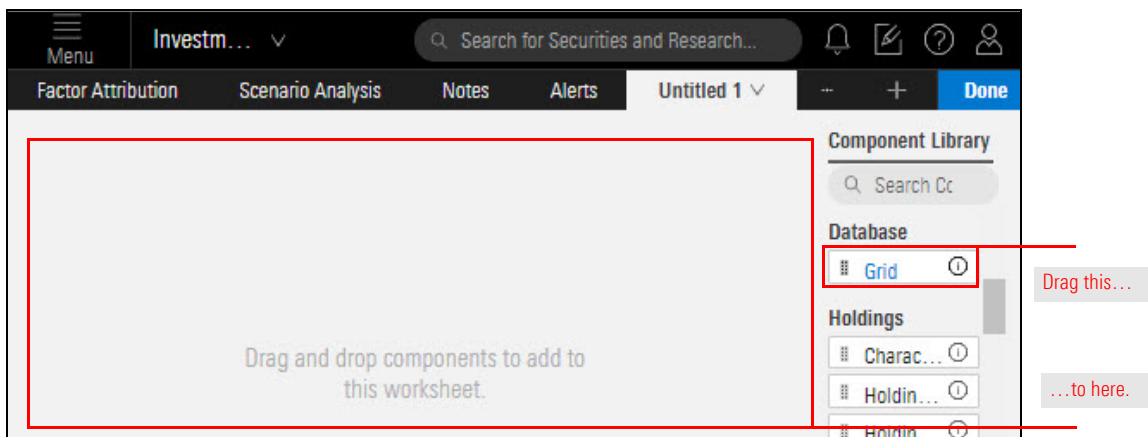 Menu
Investm...
Search for Securities and Research...
Factor Attribution
Scenario Analysis
Notes
Alerts
Untitled 1
...
+
Done
Component Library
Search Cc
Database
Grid
Drag this...
Holdings
Charac...
Drag and drop components to add to
this worksheet.
Holdin...
...to here.
Holdin